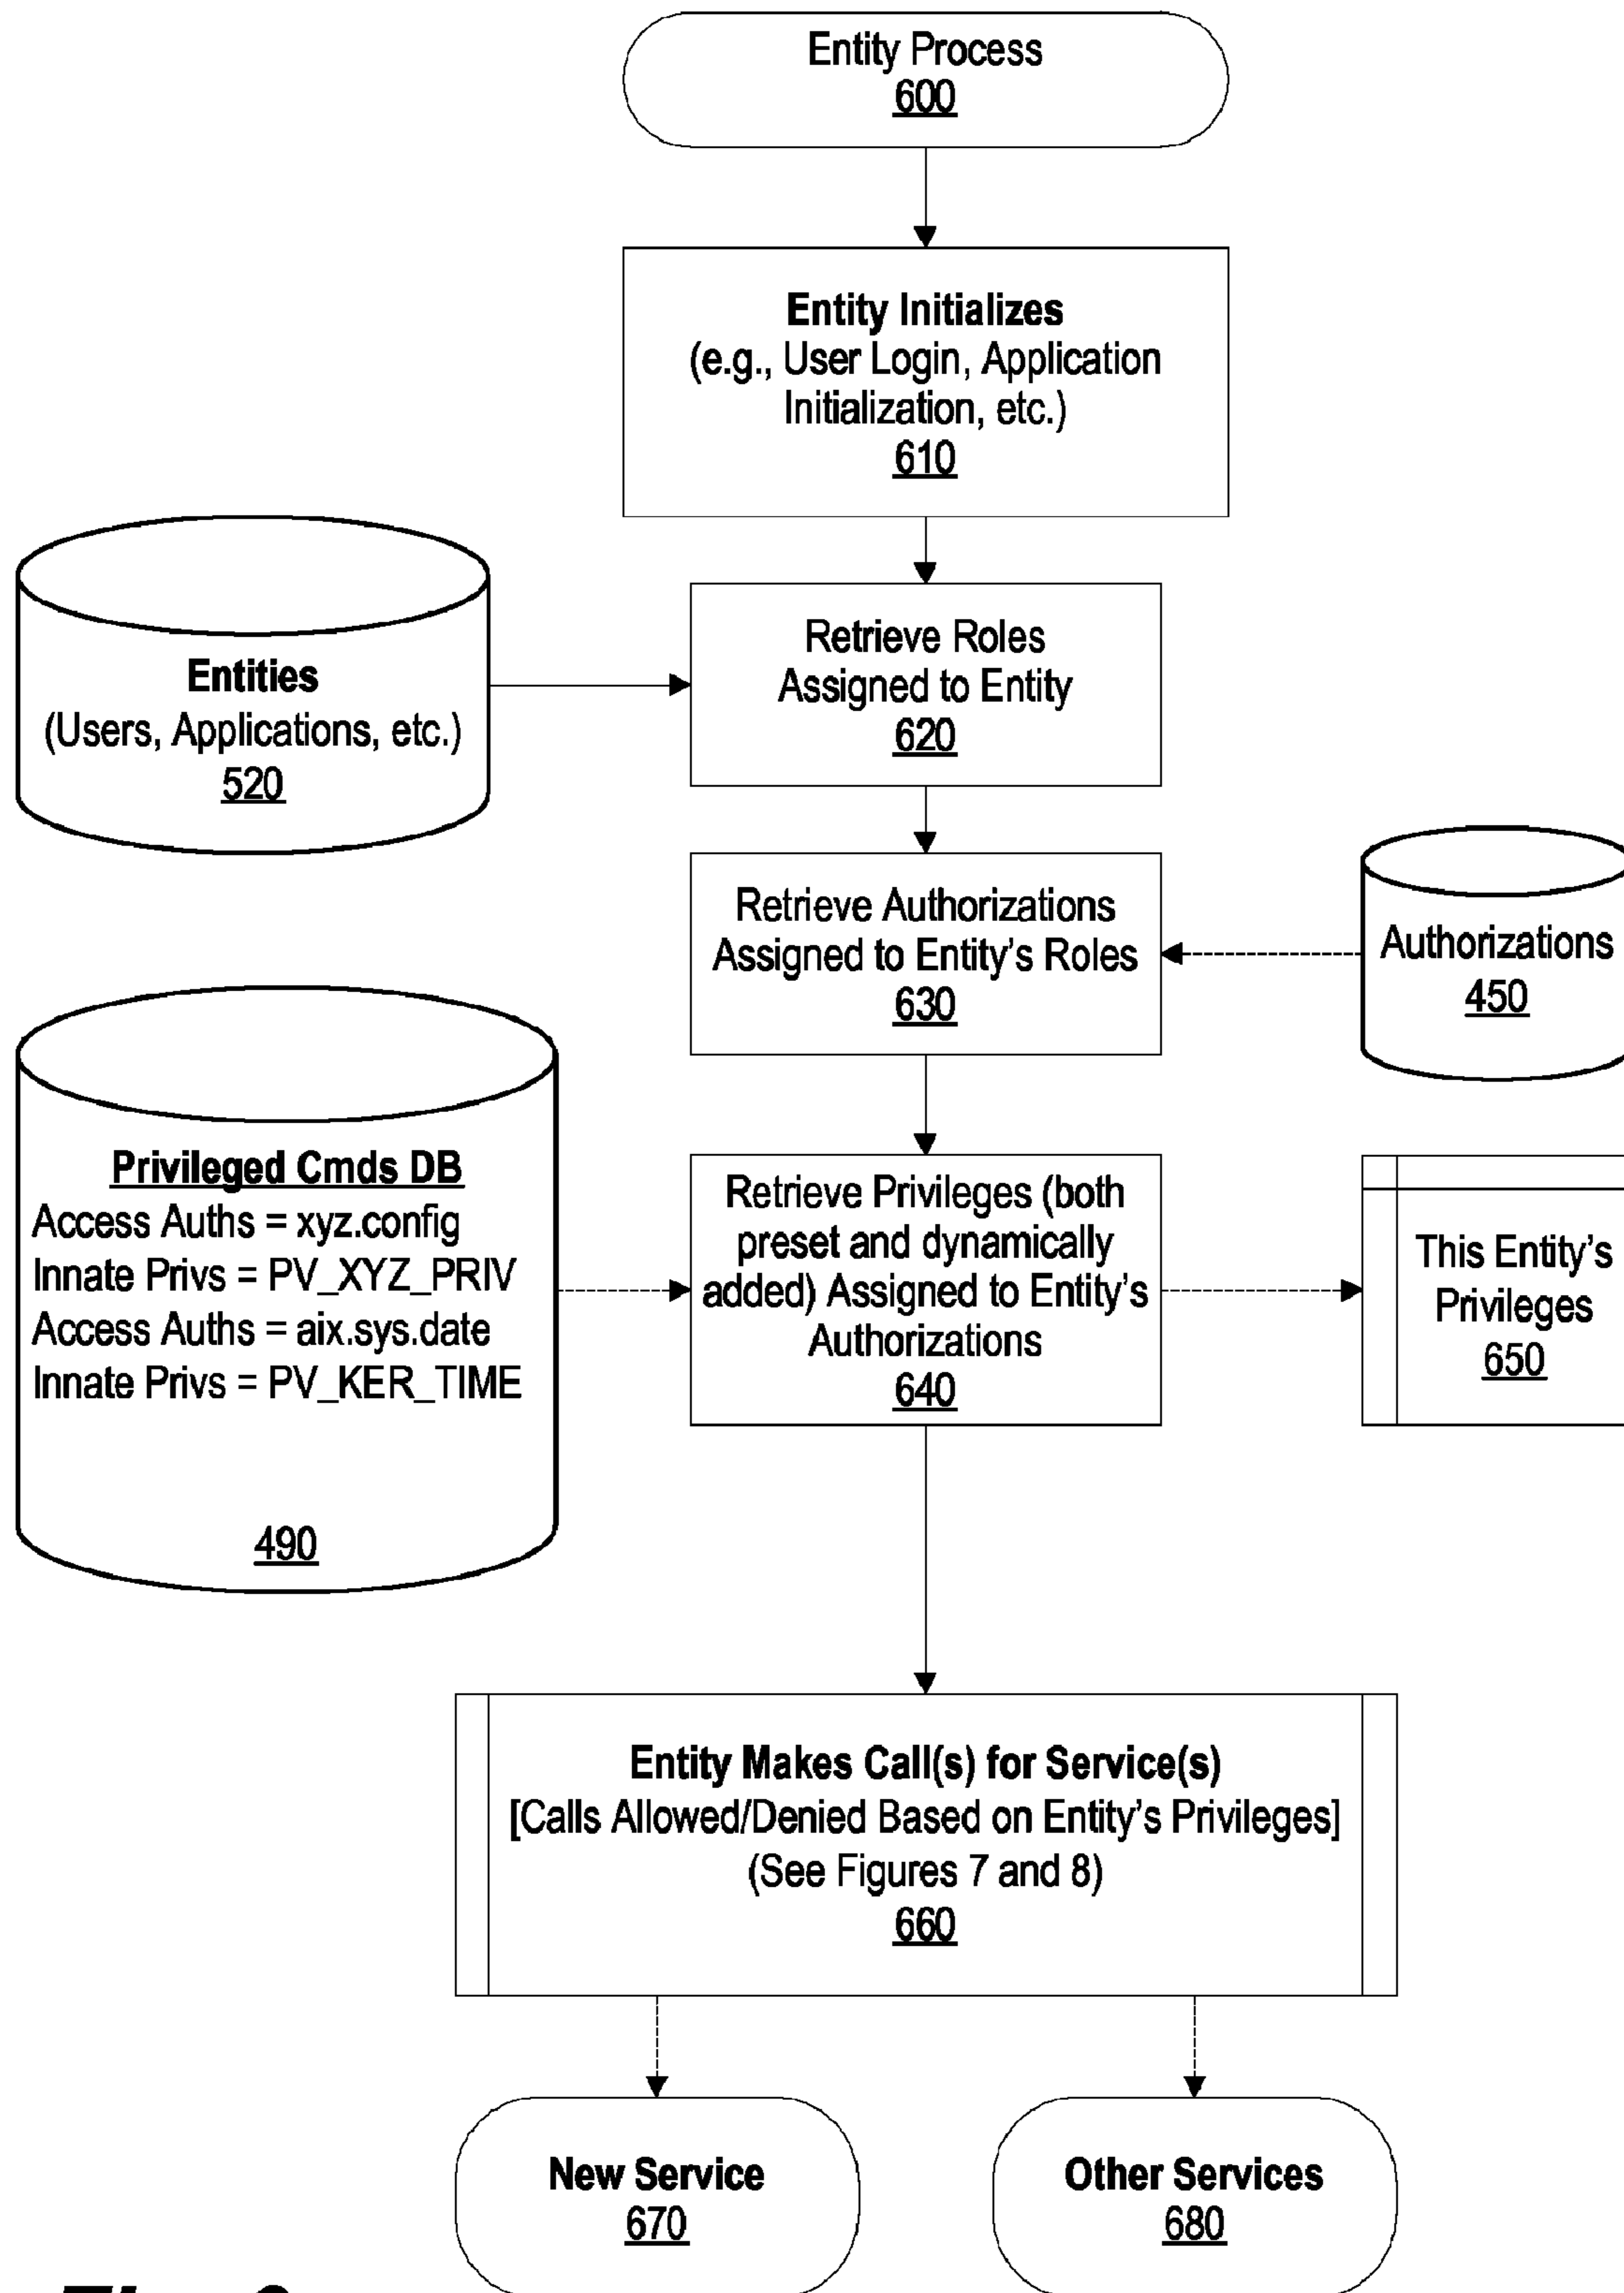 Entity Process
600
Entity Initializes
(e.g., User Login, Application
Initialization, etc.)
610
Entities
(Users, Applications, etc.)
520
Retrieve Roles
Assigned to Entity
620
Retrieve Authorizations
Assigned to Entity's Roles
630
Authorizations
450
Privileged Cmds DB
Access Auths = xyz.config
Innate Privs = PV_XYZ_PRIV
Access Auths = aix.sys.date
Innate Privs = PV_KER_TIME
490
Retrieve Privileges (both
preset and dynamically
added) Assigned to Entity's
Authorizations
640
This Entity's
Privileges
650
Entity Makes Call(s) for Service(s)
[Calls Allowed/Denied Based on Entity's Privileges]
(See Figures 7 and 8)
660
New Service
670
Other Services
680